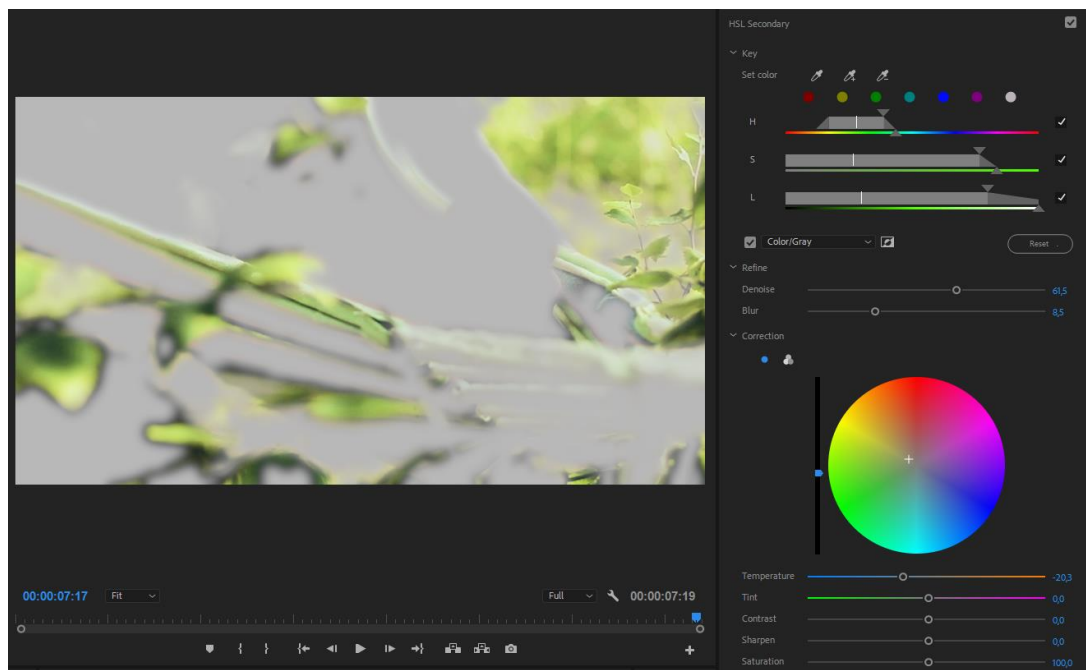 HSL Secondary
Key
Set color
H
S
L
Color/Gray
Reset
Refine
Denoise 61,5
Blur 8,5
Correction
Temperature -20,3
Tint 0,0
Contrast 0,0
Sharpen 0,0
Saturation 100,0
00:00:07:17 Fit Full 00:00:07:19